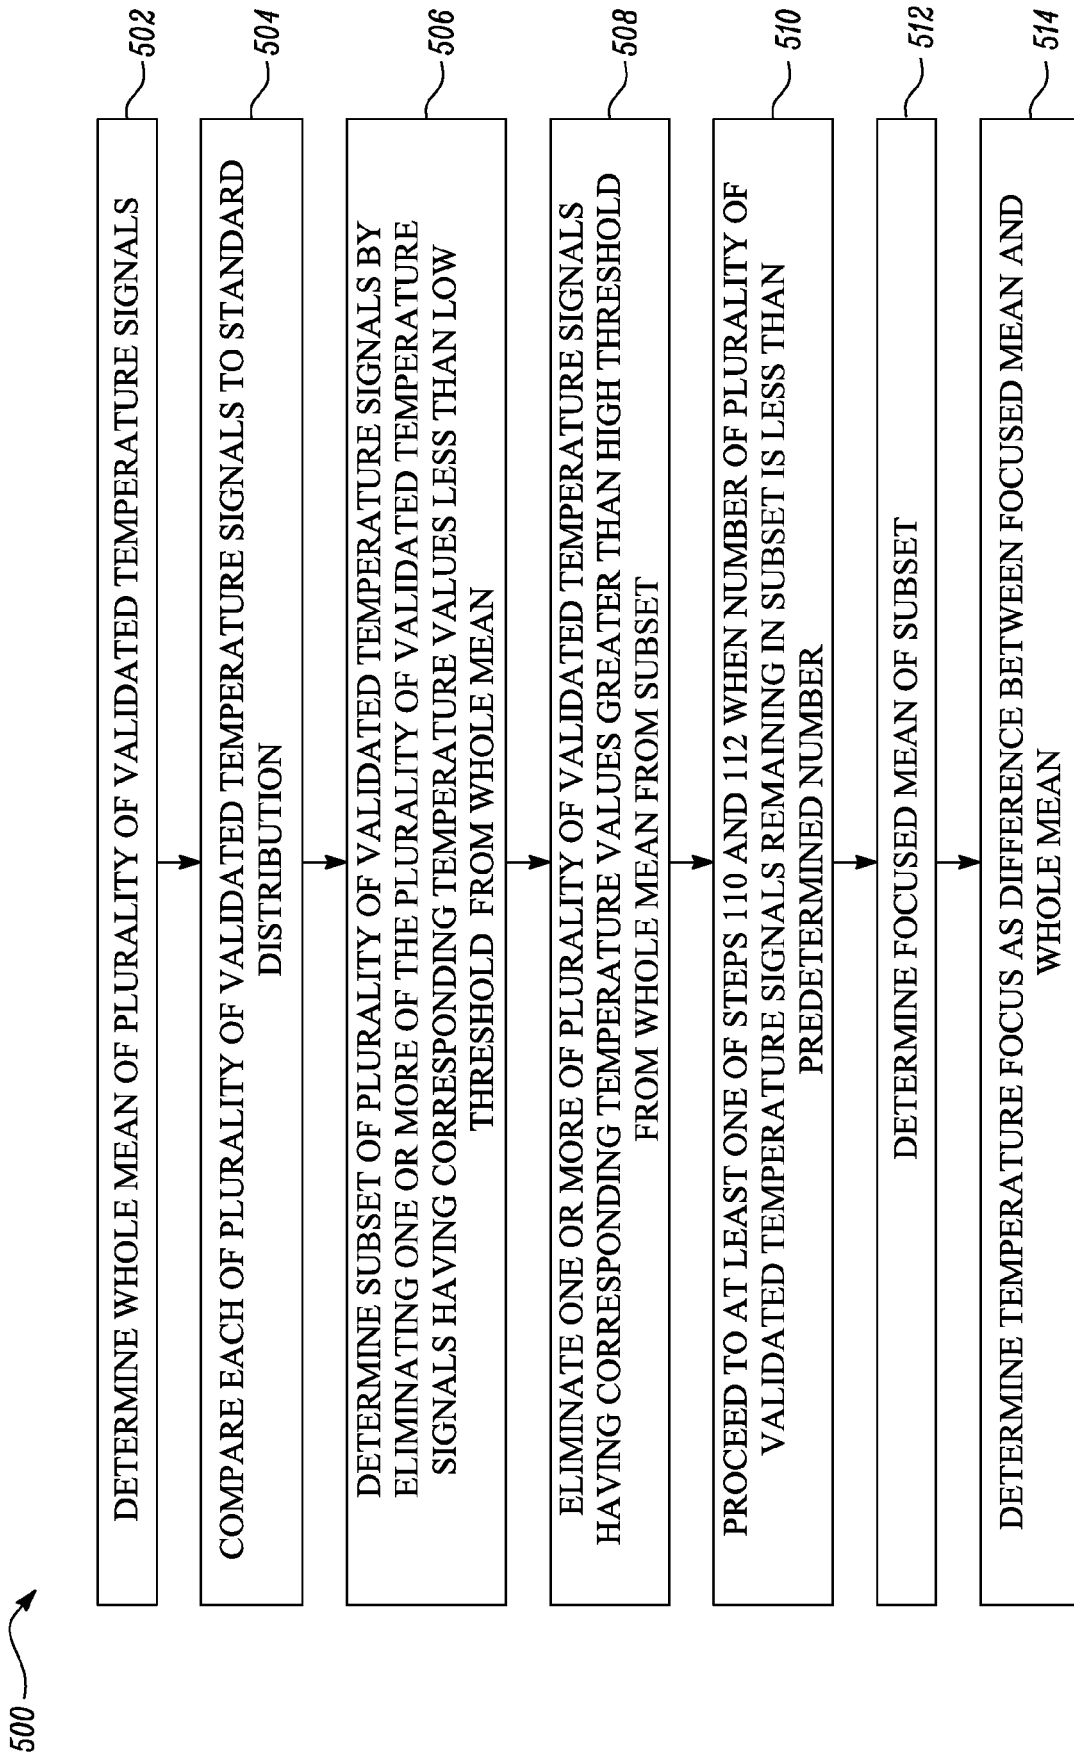 500
DETERMINE WHOLE MEAN OF PLURALITY OF VALIDATED TEMPERATURE SIGNALS
502
COMPARE EACH OF PLURALITY OF VALIDATED TEMPERATURE SIGNALS TO STANDARD
DISTRIBUTION
504
DETERMINE SUBSET OF PLURALITY OF VALIDATED TEMPERATURE SIGNALS BY
ELIMINATING ONE OR MORE OF THE PLURALITY OF VALIDATED TEMPERATURE
SIGNALS HAVING CORRESPONDING TEMPERATURE VALUES LESS THAN LOW
THRESHOLD FROM WHOLE MEAN
506
ELIMINATE ONE OR MORE OF PLURALITY OF VALIDATED TEMPERATURE SIGNALS
HAVING CORRESPONDING TEMPERATURE VALUES GREATER THAN HIGH THRESHOLD
FROM WHOLE MEAN FROM SUBSET
508
PROCEED TO AT LEAST ONE OF STEPS 110 AND 112 WHEN NUMBER OF PLURALITY OF
VALIDATED TEMPERATURE SIGNALS REMAINING IN SUBSET IS LESS THAN
PREDETERMINED NUMBER
510
DETERMINE FOCUSED MEAN OF SUBSET
512
DETERMINE TEMPERATURE FOCUS AS DIFFERENCE BETWEEN FOCUSED MEAN AND
WHOLE MEAN
514